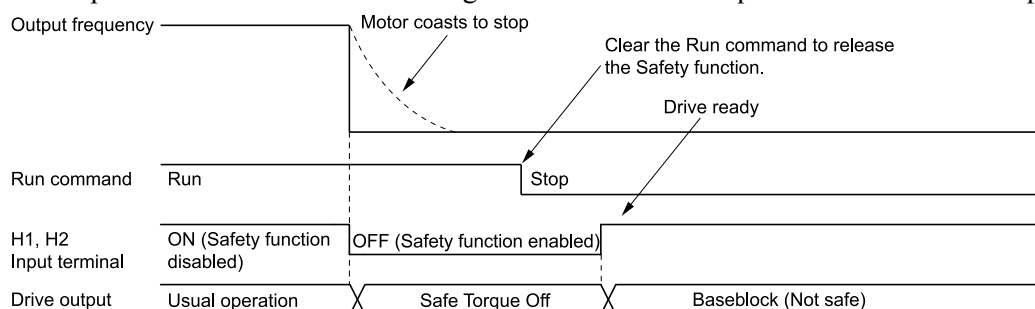 Output frequency
Motor coasts to stop
Clear the Run command to release
the Safety function.
Drive ready
Run command
Run
Stop
H1, H2
Input terminal
ON (Safety function
disabled)
OFF (Safety function enabled)
Drive output
Usual operation
Safe Torque Off
Baseblock (Not safe)